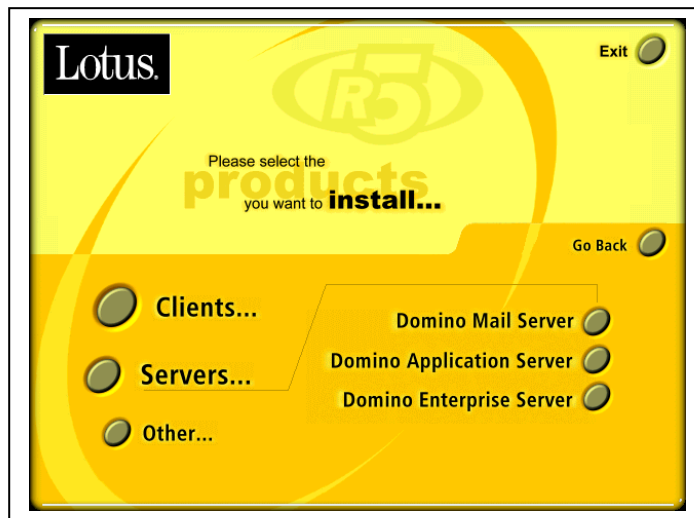 Lotus.
R5
Exit
Please select the
products
you want to install...
Go Back
Clients...
Servers...
Other...
Domino Mail Server
Domino Application Server
Domino Enterprise Server